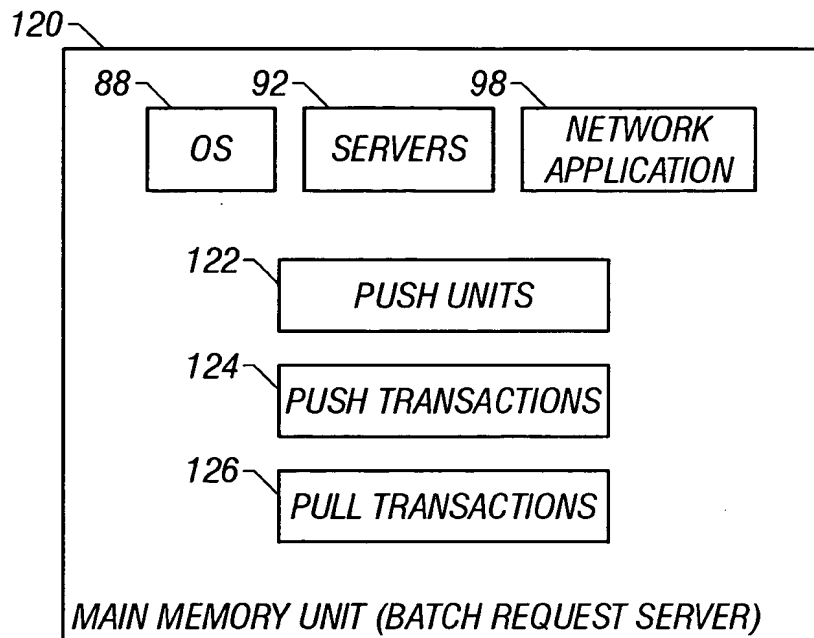 120
88
92
98
OS
SERVERS
NETWORK
APPLICATION
122
PUSH UNITS
124
PUSH TRANSACTIONS
126
PULL TRANSACTIONS
MAIN MEMORY UNIT (BATCH REQUEST SERVER)